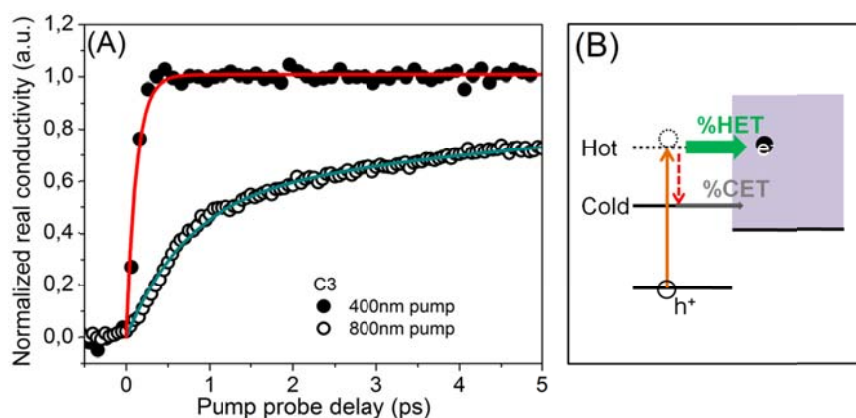 (A)
Normalized real conductivity (a.u.)
1,2
1,0
0,8
0,6
0,4
0,2
0,0
C3
400nm pump
800nm pump
0
1
2
3
4
5
Pump probe delay (ps)
(B)
%HET
Hot
e
%CET
Cold
h⁺